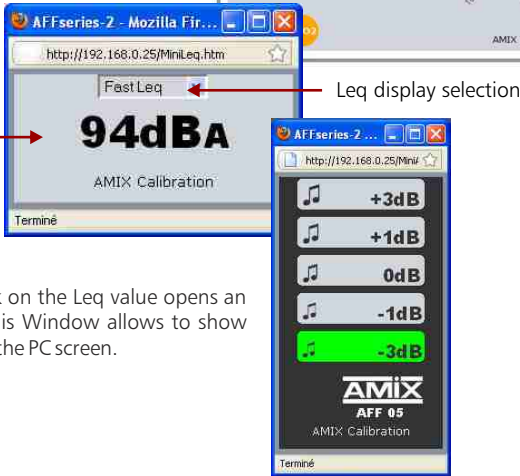 AFFseries-2 - Mozilla Fir...
http://192.168.0.25/MiniLeq.htm
AMIX
Fast Leq
Leq display selection
94dBA
AMIX Calibration
Terminé
AFFseries-2 ...
http://192.168.0.25/Mini
+3dB
+1dB
0dB
-1dB
-3dB
AMIX
AFF 05
AMIX Calibration
Terminé
on the Leq value opens an
is Window allows to show
the PC screen.